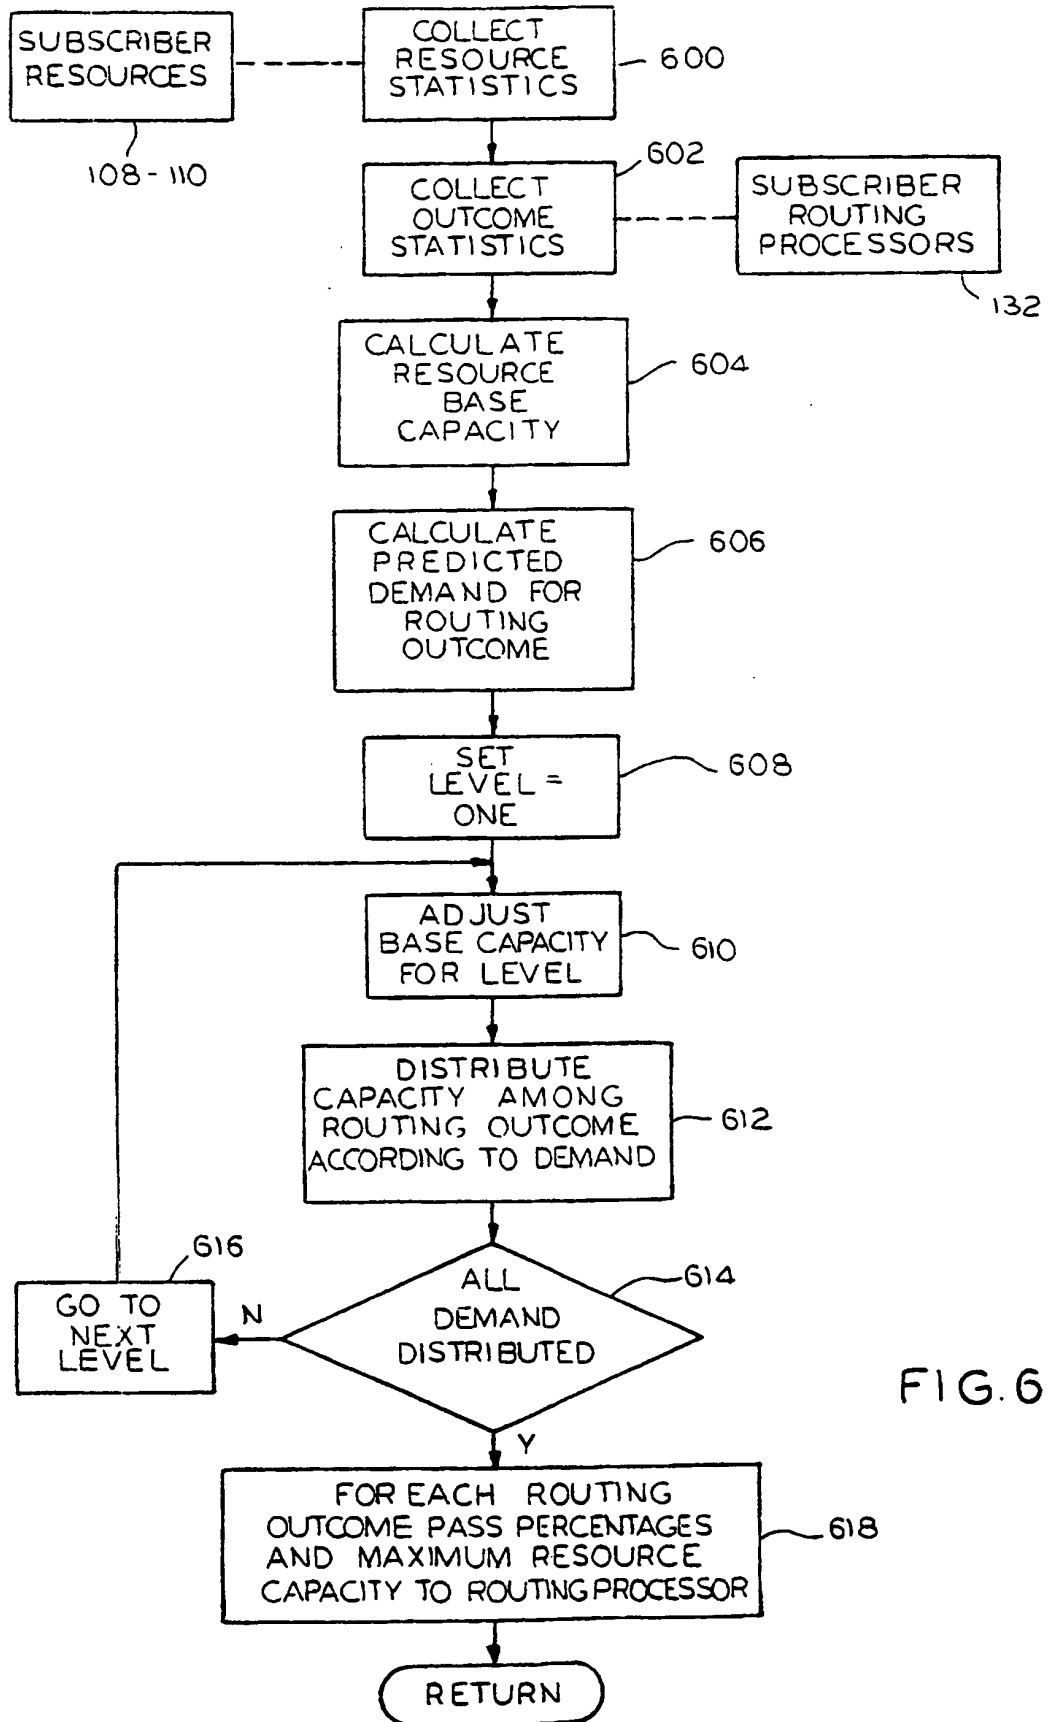 SUBSCRIBER
RESOURCES
108-110
COLLECT
RESOURCE
STATISTICS
600
COLLECT
OUTCOME
STATISTICS
602
SUBSCRIBER
ROUTING
PROCESSORS
132
CALCULATE
RESOURCE
BASE
CAPACITY
604
CALCULATE
PREDICTED
DEMAND FOR
ROUTING
OUTCOME
606
SET
LEVEL =
ONE
608
ADJUST
BASE CAPACITY
FOR LEVEL
610
DISTRIBUTE
CAPACITY AMONG
ROUTING OUTCOME
ACCORDING TO DEMAND
612
ALL
DEMAND
DISTRIBUTED
614
N
616
GO TO
NEXT
LEVEL
Y
FOR EACH ROUTING
OUTCOME PASS PERCENTAGES
AND MAXIMUM RESOURCE
CAPACITY TO ROUTING PROCESSOR
618
RETURN
FIG. 6